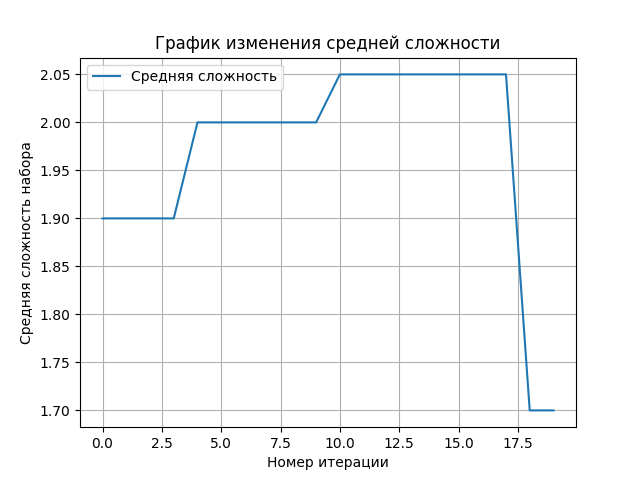 График изменения средней сложности
Средняя сложность
Средняя сложность набора
2.05
2.00
1.95
1.90
1.85
1.80
1.75
1.70
0.0 2.5 5.0 7.5 10.0 12.5 15.0 17.5
Номер итерации